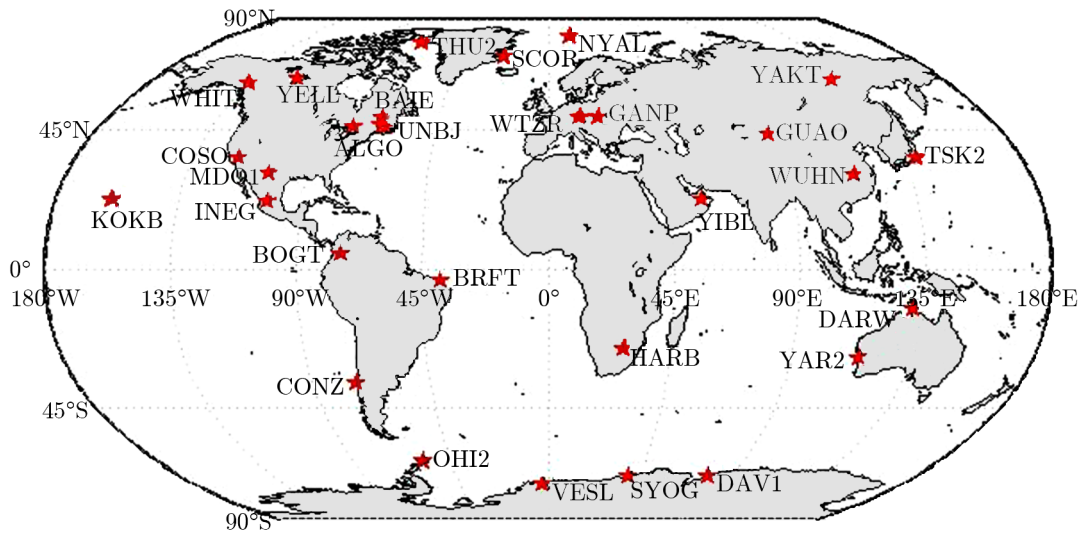 90°N
THU2
NYAL
SCOR
YAKT
WHIT
YELL
BAIE
WTZR
GANP
45°N
UNBJ
GUAO
ALGO
COSO
TSK2
MDO1
WUHN
INEG
KOKB
YIBL
BOGT
0°
BRFT
180°W
135°W
90°W
45°W
0°
45°E
90°E
135°E
180°E
DARW
HARB
YAR2
CONZ
45°S
OHI2
VESL
SYOG
DAV1
90°S